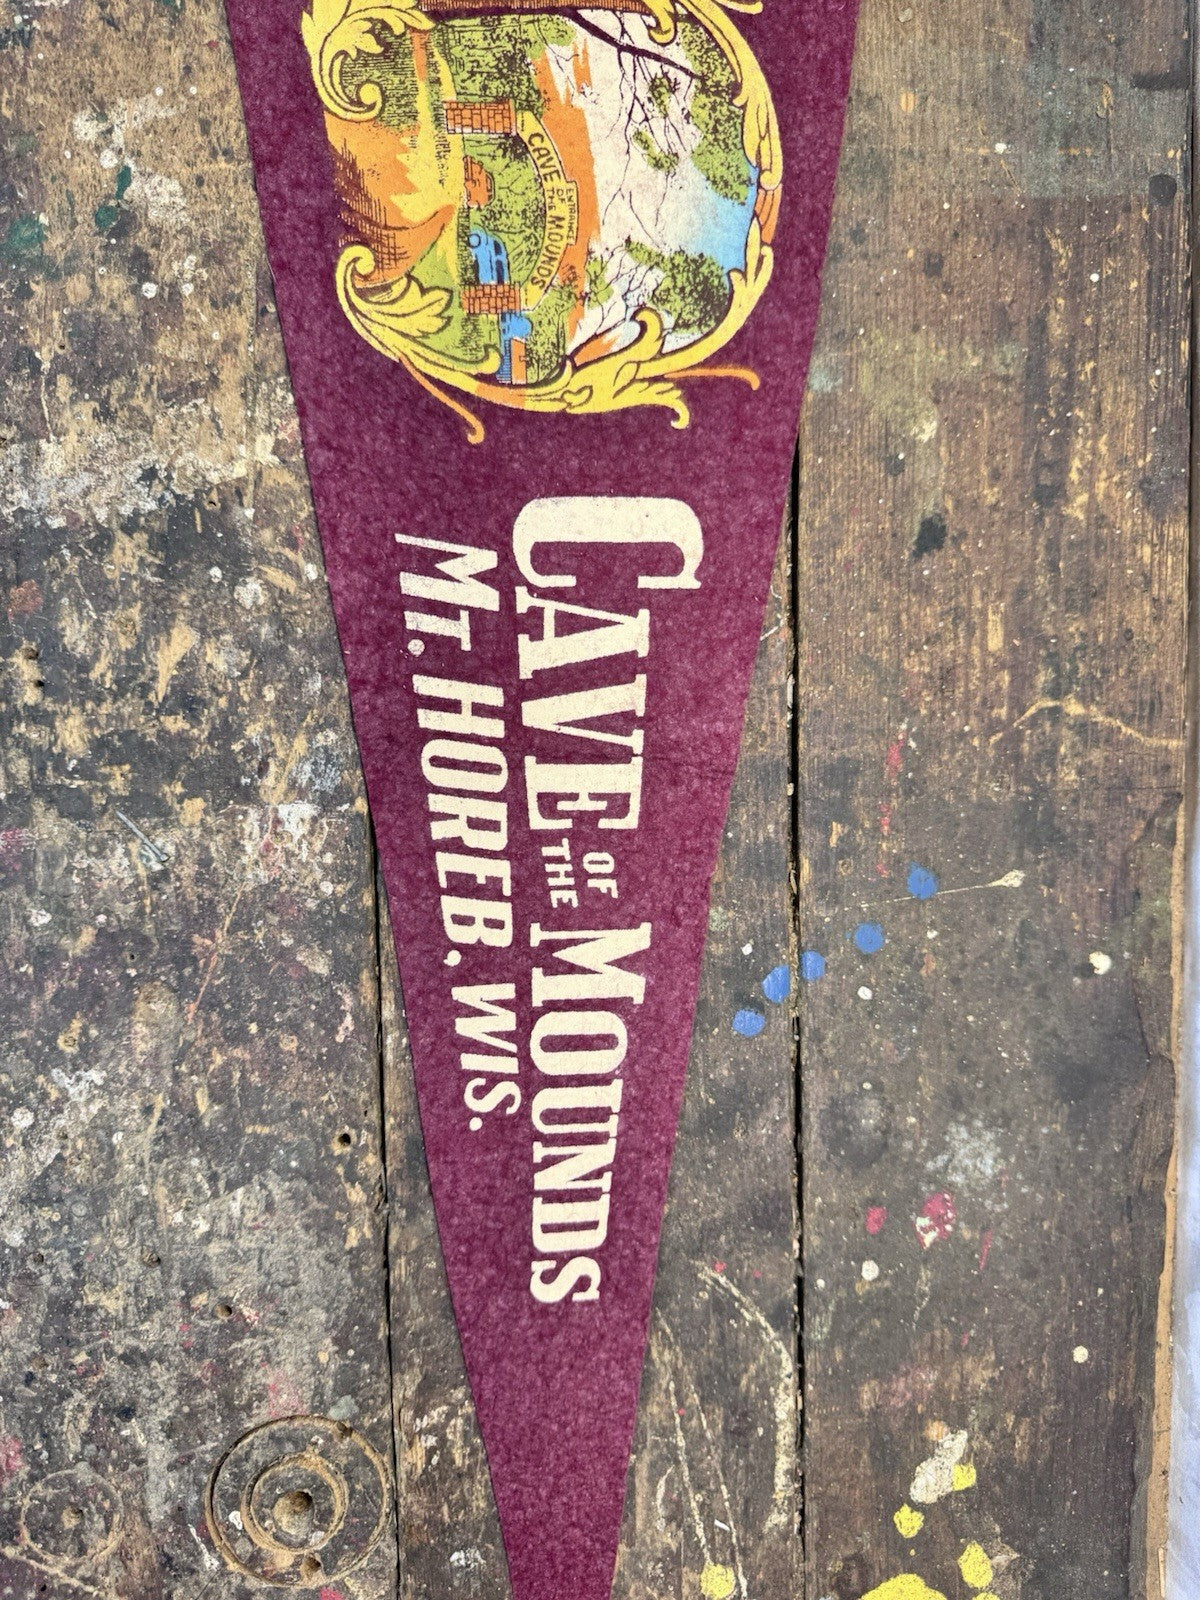 ENTRANCE
CAVE OF THE MOUNDS
CAVE OF THE MOUNDS
MT. HOREB, WIS.